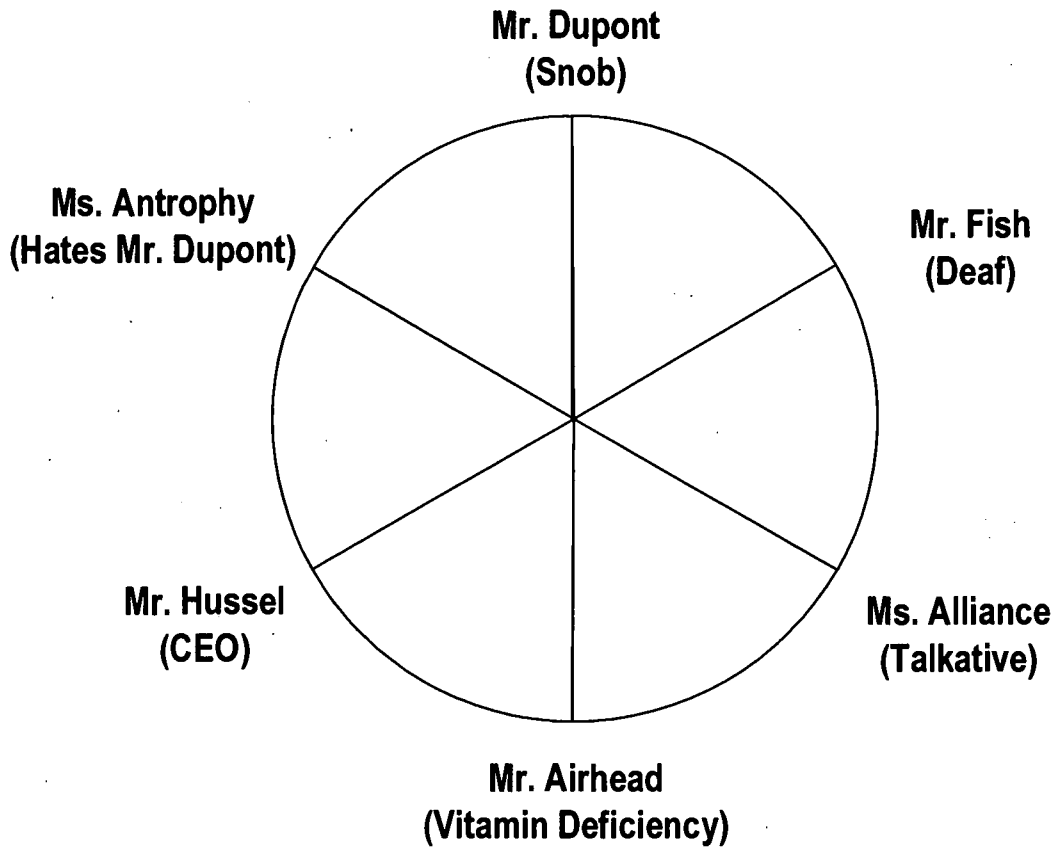 Mr. Dupont
(Snob)
Ms. Antrophy
(Hates Mr. Dupont)
Mr. Fish
(Deaf)
Mr. Hussel
(CEO)
Ms. Alliance
(Talkative)
Mr. Airhead
(Vitamin Deficiency)